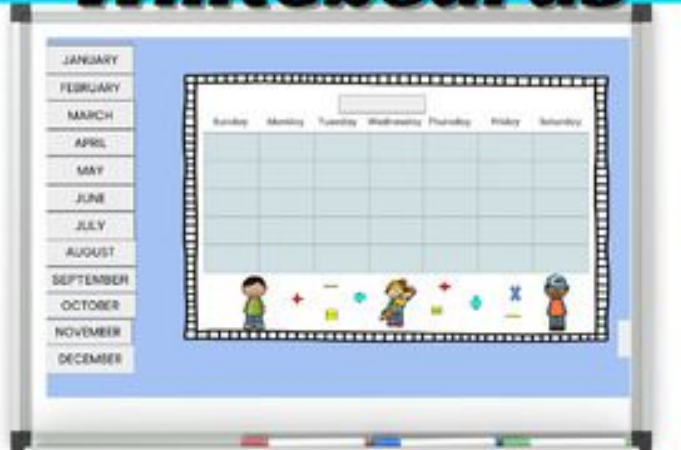 Whiteboards
JANUARY
FEBRUARY
MARCH
APRIL
MAY
JUNE
JULY
AUGUST
SEPTEMBER
OCTOBER
NOVEMBER
DECEMBER
Sunday Monday Tuesday Wednesday Thursday Friday Saturday